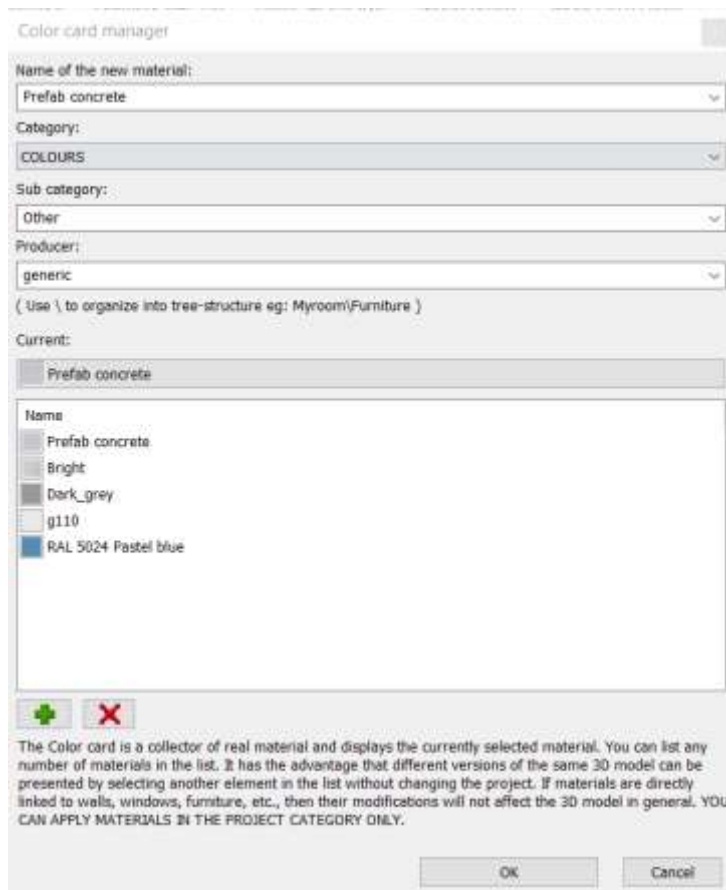 Color card manager
Name of the new material:
Prefab concrete
Category:
COLOURS
Sub category:
Other
Producer:
generic
( Use \ to organize into tree-structure eg: Myroom\Furniture )
Current:
Prefab concrete
Name
Prefab concrete
Bright
Dark_grey
g110
RAL 5024 Pastel blue
The Color card is a collector of real material and displays the currently selected material. You can list any
number of materials in the list. It has the advantage that different versions of the same 3D model can be
presented by selecting another element in the list without changing the project. If materials are directly
linked to walls, windows, furniture, etc., then their modifications will not affect the 3D model in general. YOU
CAN APPLY MATERIALS IN THE PROJECT CATEGORY ONLY.
OK Cancel